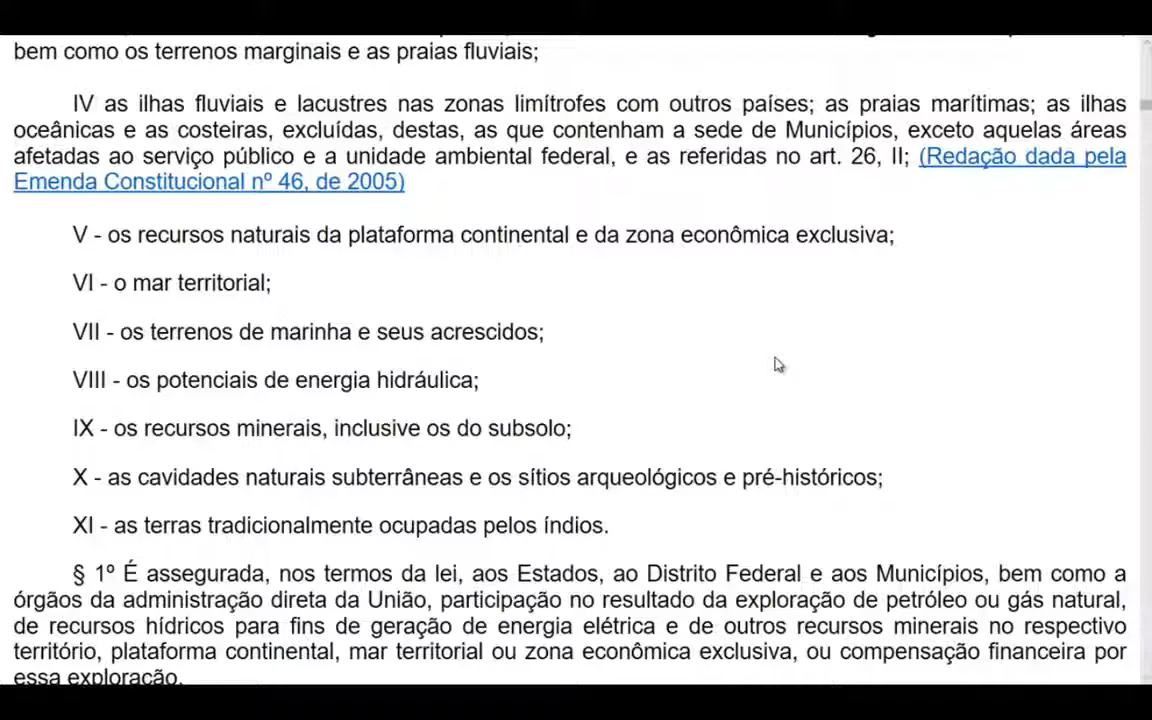 bem como os terrenos marginais e as praias fluviais;
IV as ilhas fluviais e lacustres nas zonas limítrofes com outros países; as praias marítimas; as ilhas
oceânicas e as costeiras, excluídas, destas, as que contenham a sede de Municípios, exceto aquelas áreas
afetadas ao serviço público e a unidade ambiental federal, e as referidas no art. 26, II; (Redação dada pela
Emenda Constitucional nº 46, de 2005)
V - os recursos naturais da plataforma continental e da zona econômica exclusiva;
VI - o mar territorial;
VII - os terrenos de marinha e seus acrescidos;
VIII - os potenciais de energia hidráulica;
IX - os recursos minerais, inclusive os do subsolo;
X - as cavidades naturais subterrâneas e os sítios arqueológicos e pré-históricos;
XI - as terras tradicionalmente ocupadas pelos índios.
§ 1º É assegurada, nos termos da lei, aos Estados, ao Distrito Federal e aos Municípios, bem como a
órgãos da administração direta da União, participação no resultado da exploração de petróleo ou gás natural,
de recursos hídricos para fins de geração de energia elétrica e de outros recursos minerais no respectivo
território, plataforma continental, mar territorial ou zona econômica exclusiva, ou compensação financeira por
essa exploração.